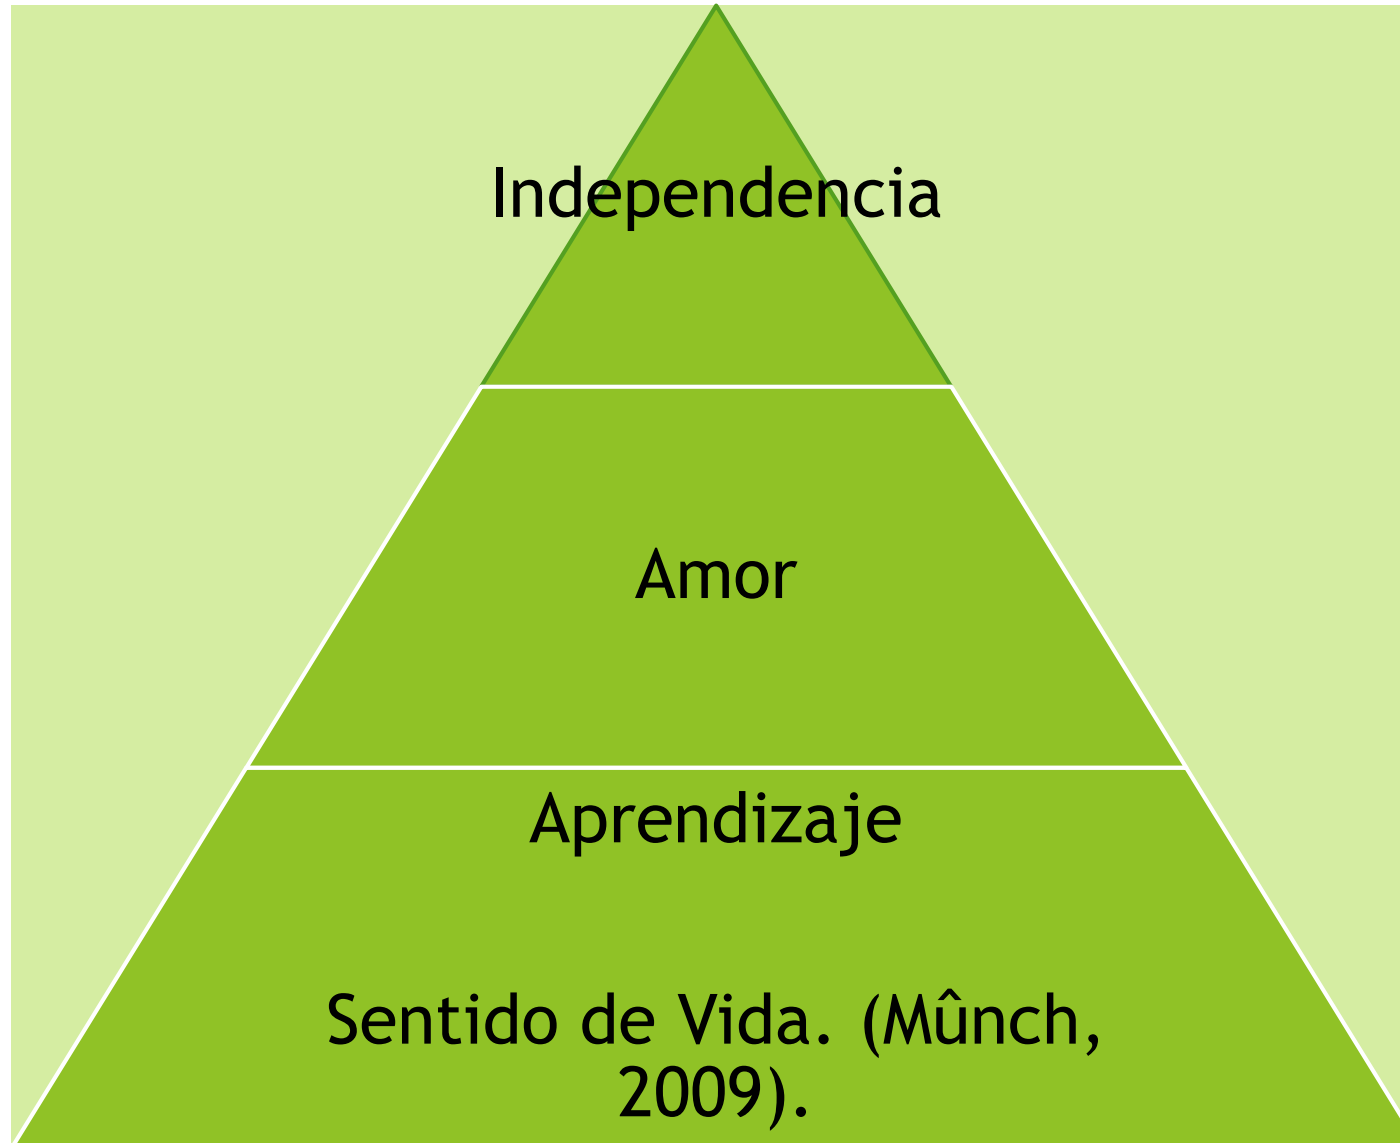 Independencia
Amor
Aprendizaje
Sentido de Vida. (Mûnch,
2009).